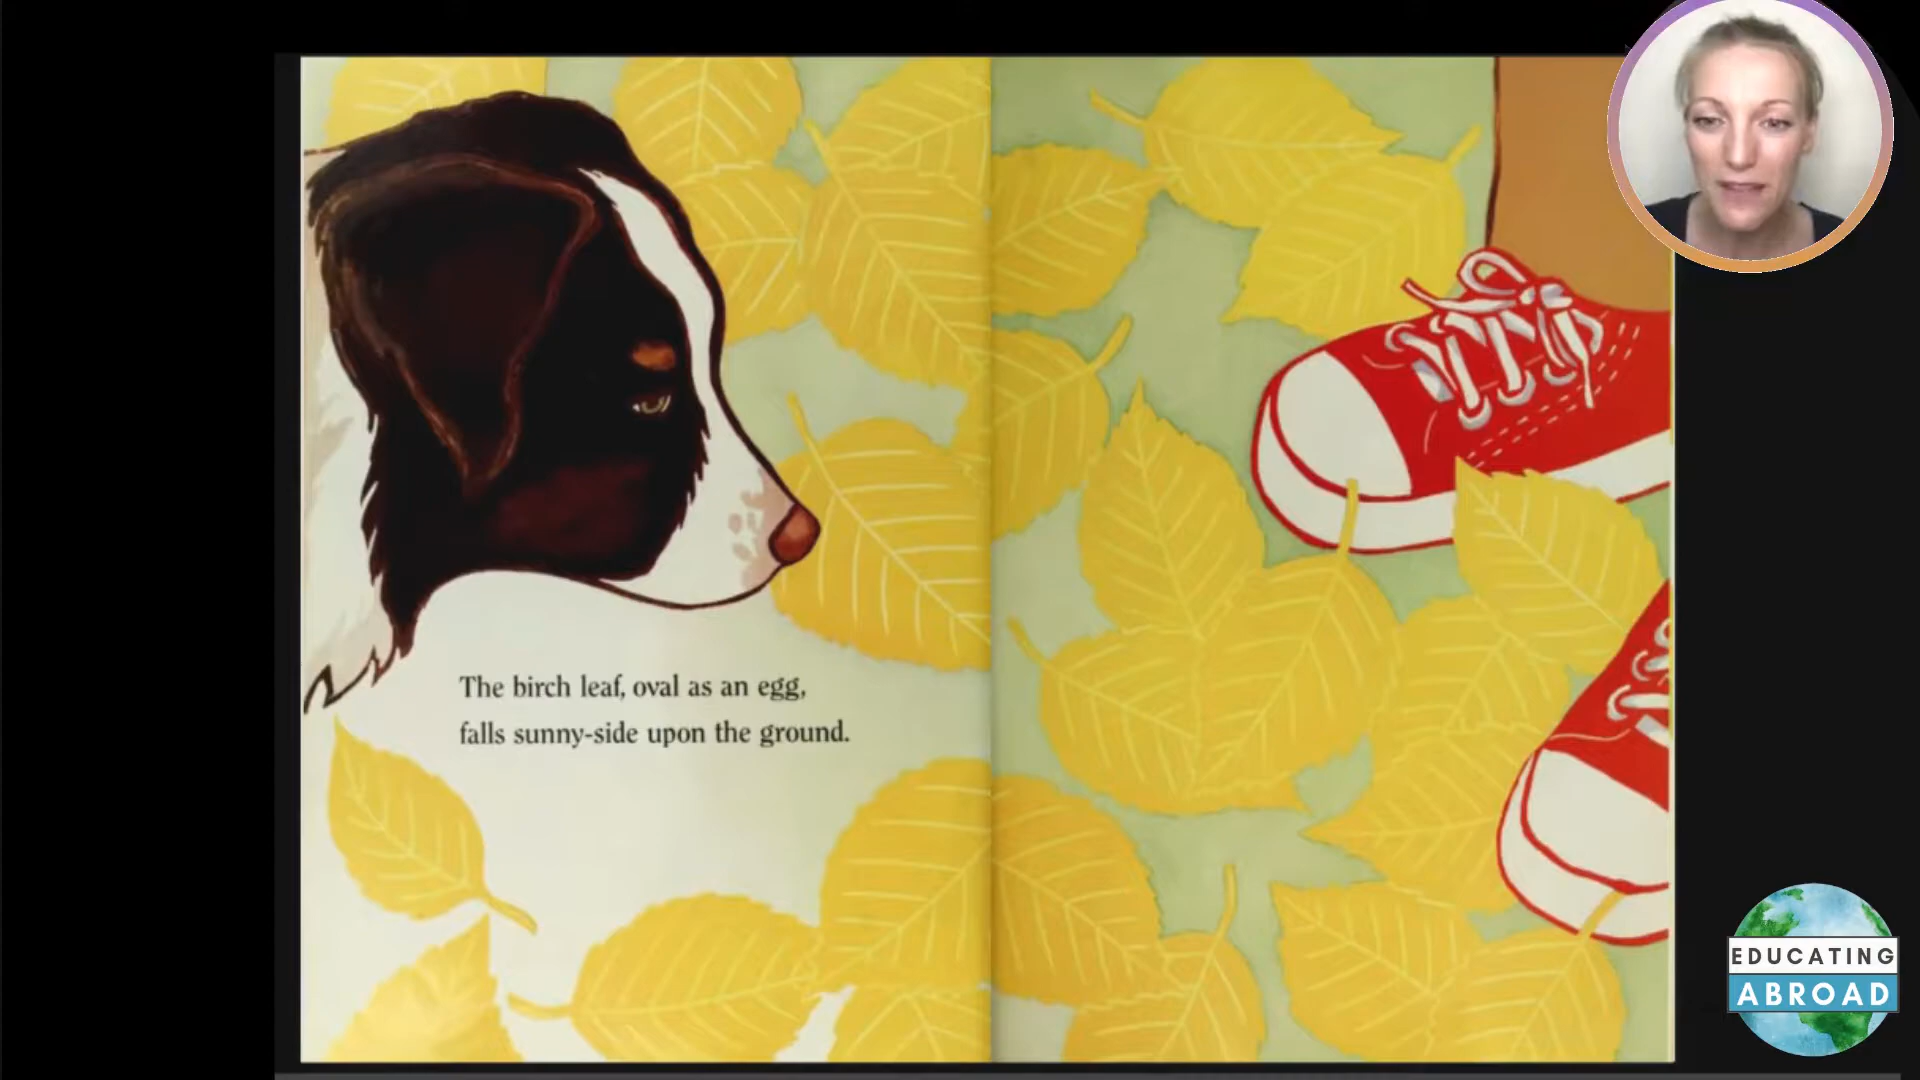 The birch leaf, oval as an egg,
falls sunny-side upon the ground.
EDUCATING
ABROAD